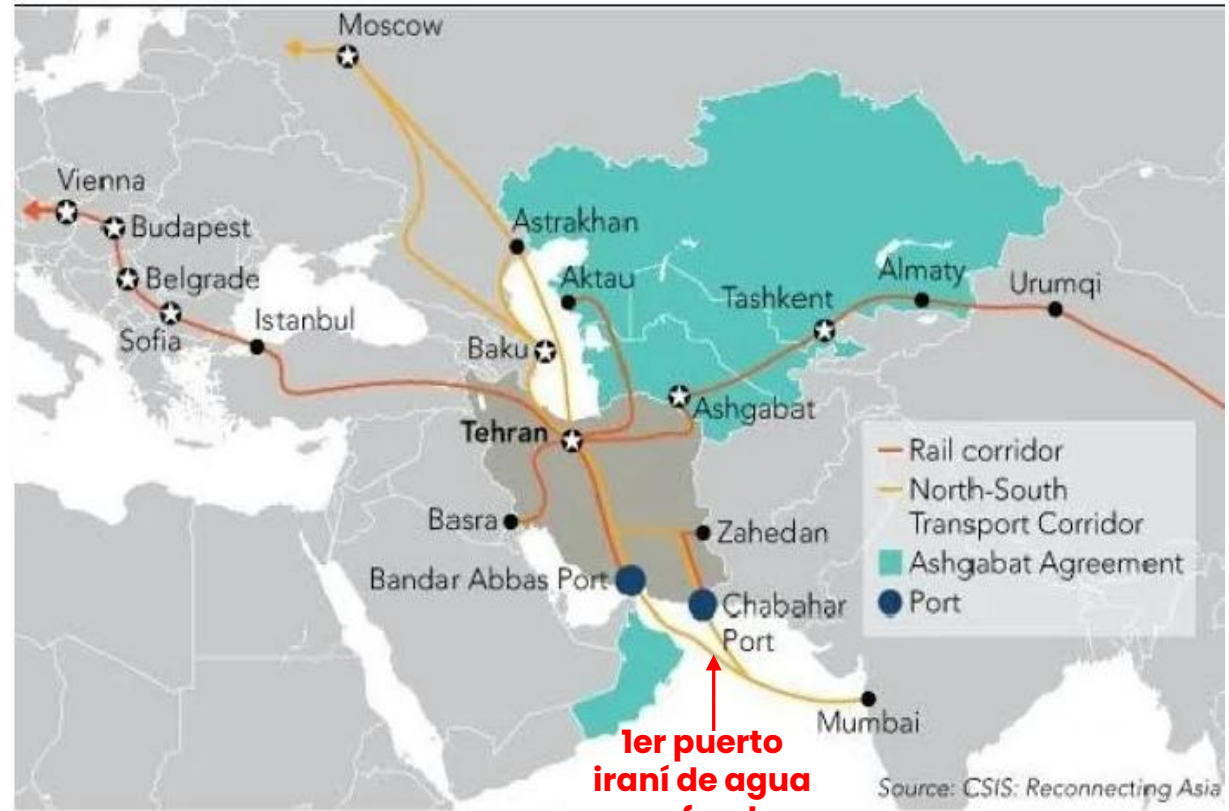 Moscow
Vienna
Budapest
Astrakhan
Belgrade
Aktau
Almaty
Urumqi
Tashkent
Sofia
Istanbul
Baku
Ashgabat
Tehran
Rail corridor
North-South
Transport Corridor
Ashgabat Agreement
Port
Basra
Zahedan
Bandar Abbas Port
Chabahar
Port
Mumbai
1er puerto
iraní de agua
Source: CSIS: Reconnecting Asia